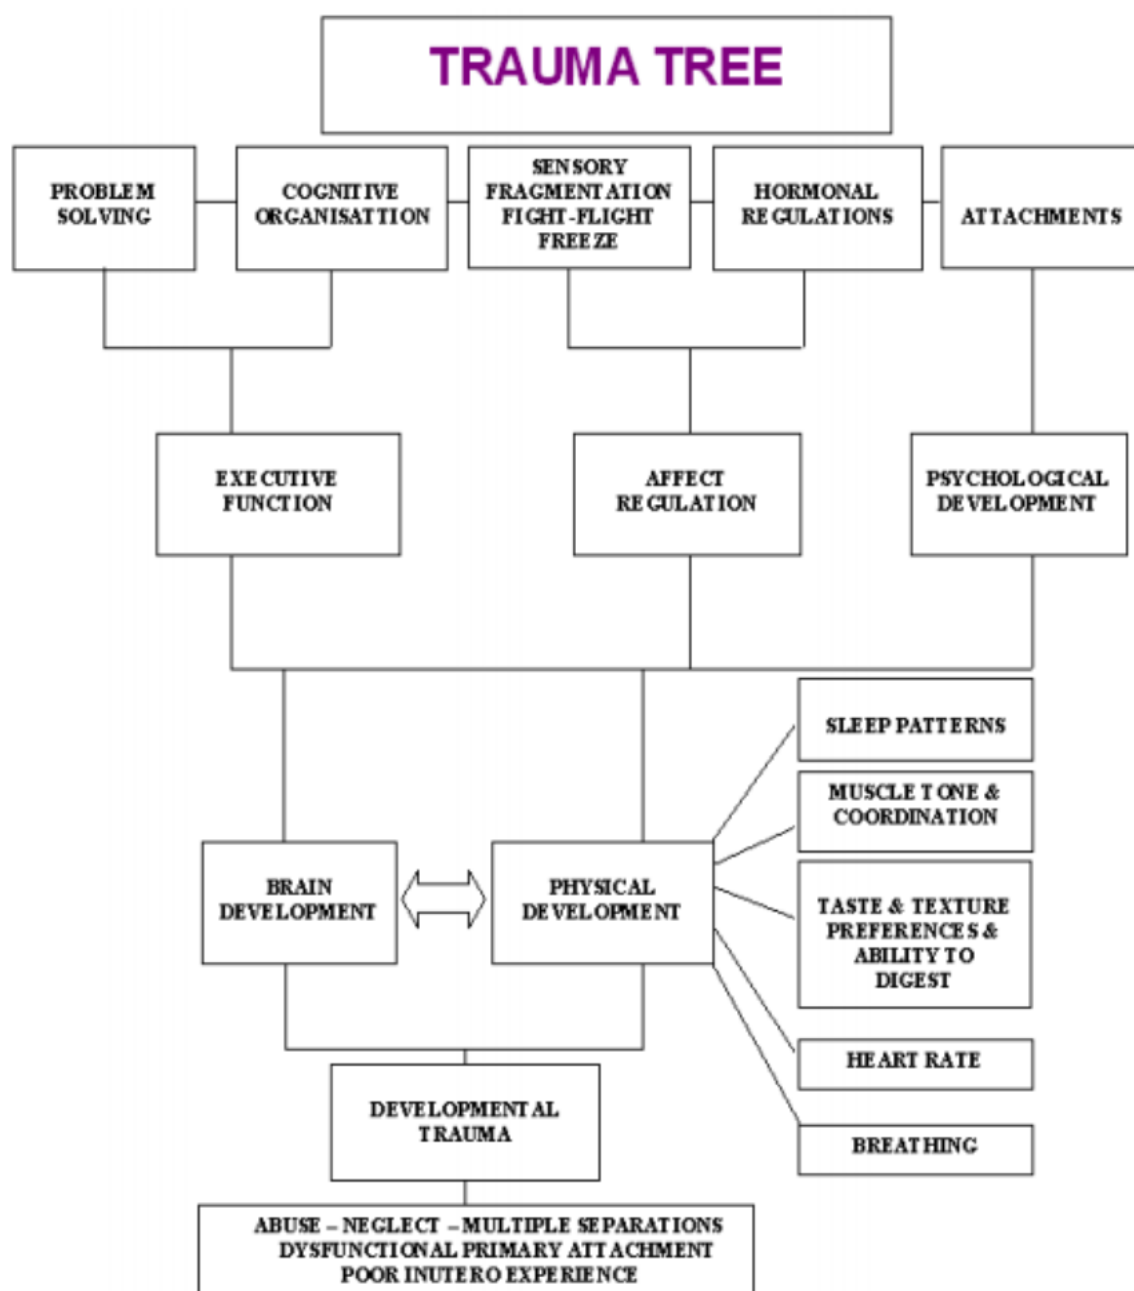 TRAUMA TREE
PROBLEM
SOLVING
COGNITIVE
ORGANISATTION
SENSORY
FRAGMENTATION
FIGHT-FLIGHT
FREEZE
HORMONAL
REGULATIONS
ATTACHMENTS
EXECUTIVE
FUNCTION
AFFECT
REGULATION
PSYCHOLOGICAL
DEVELOPMENT
SLEEP PATTERNS
MUSCLE TONE &
COORDINATION
BRAIN
DEVELOPMENT
PHYSICAL
DEVELOPMENT
TASTE & TEXTURE
PREFERENCES &
ABILITY TO
DIGEST
HEART RATE
BREATHING
DEVELOPMENTAL
TRAUMA
ABUSE – NEGLECT – MULTIPLE SEPARATIONS
DYSFUNCTIONAL PRIMARY ATTACHMENT
POOR INUTERO EXPERIENCE